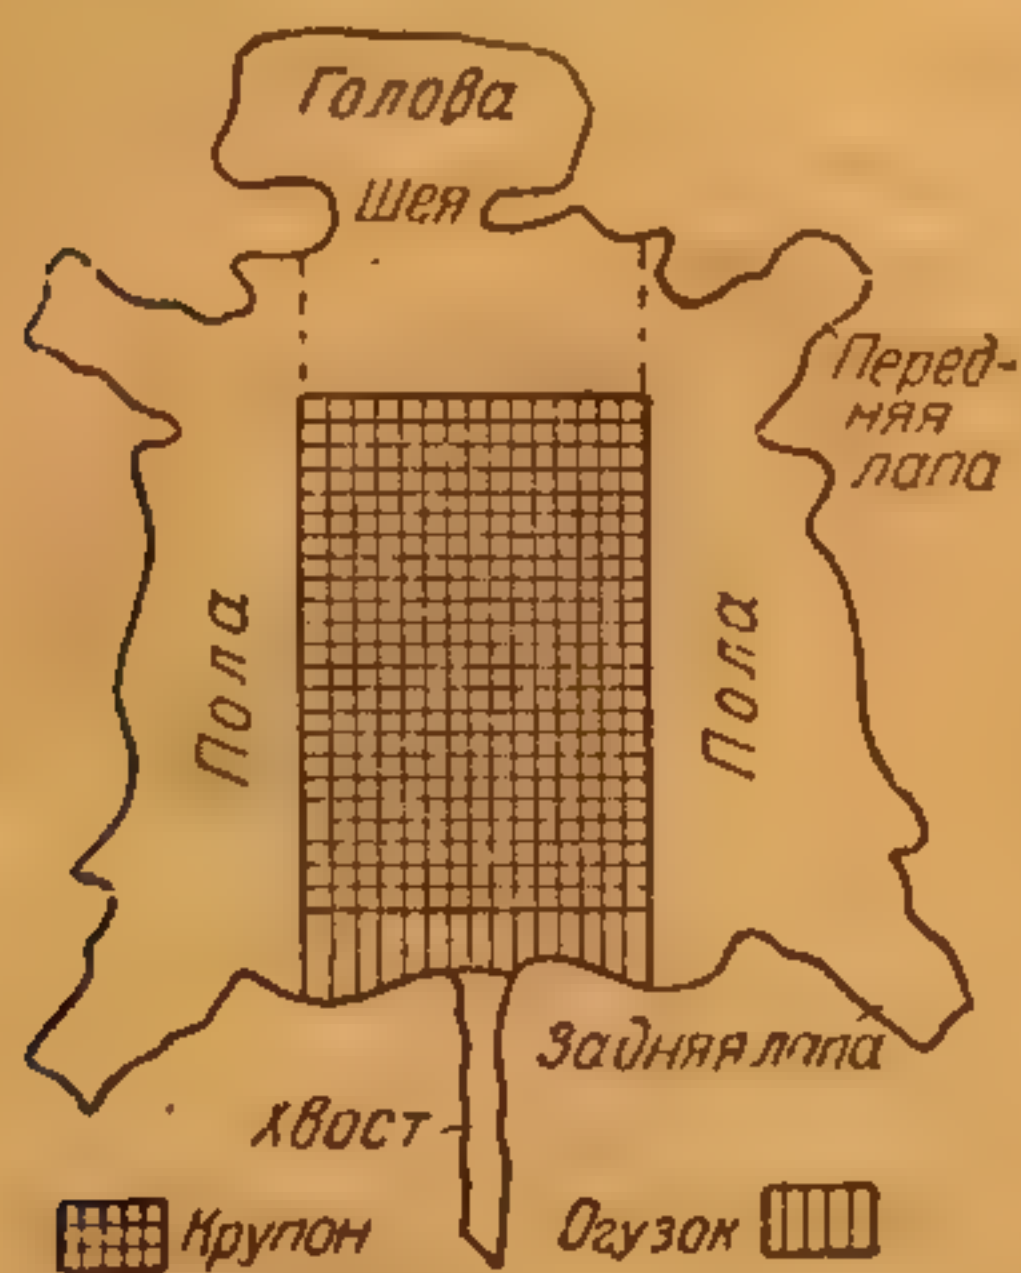 Голова
Шея
Перед-
няя
лапа
Пола
Пола
Задняя лапа
хвост
Крупон
Огузок